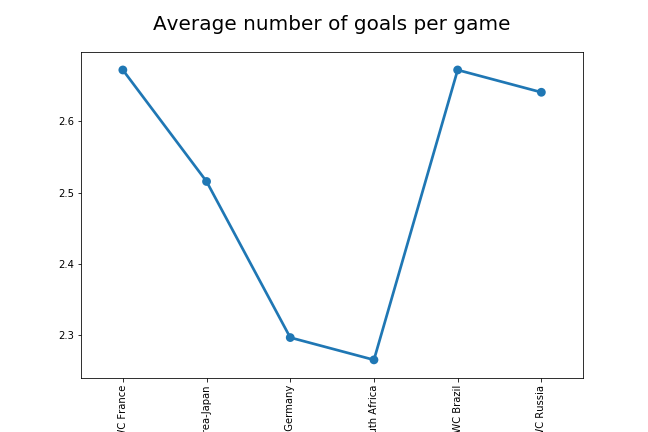 Average number of goals per game
2.6
2.5
2.4
2.3
C France
rea-Japan
Germany
uth Africa
WC Brazil
C Russia